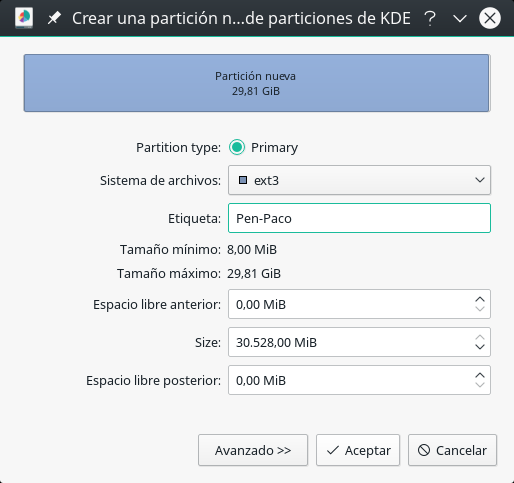 Crear una partición n...de particiones de KDE
Partición nueva
29,81 GiB
Partition type: Primary
Sistema de archivos: ext3
Etiqueta: Pen-Paco
Tamaño mínimo: 8,00 MiB
Tamaño máximo: 29,81 GiB
Espacio libre anterior: 0,00 MiB
Size: 30.528,00 MiB
Espacio libre posterior: 0,00 MiB
Avanzado >> Aceptar Cancelar